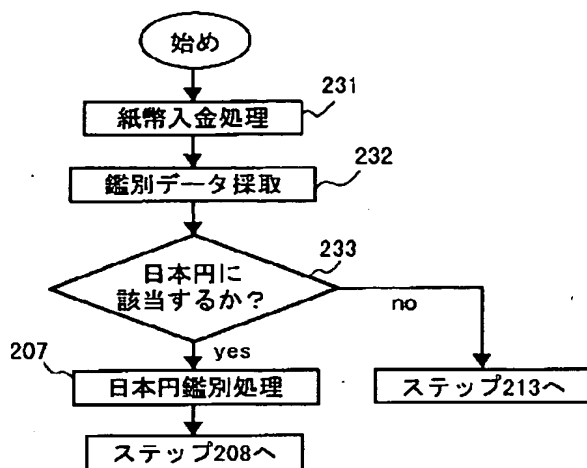 始め
231
紙幣入金処理
232
鑑別データ採取
233
日本円に
該当するか？
no
yes
207
日本円鑑別処理
ステップ213へ
ステップ208へ